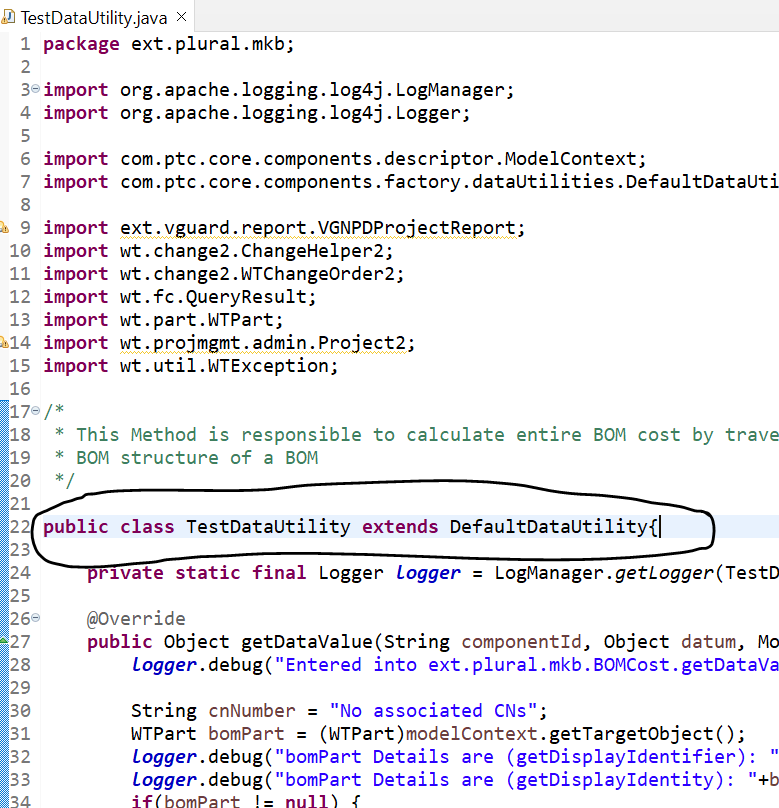 TestDataUtility.java
1 package ext.plural.mkb;
2
3 import org.apache.logging.log4j.LogManager;
4 import org.apache.logging.log4j.Logger;
5
6 import com.ptc.core.components.descriptor.ModelContext;
7 import com.ptc.core.components.factory.dataUtilities.DefaultDataUti
8
9 import ext.vguard.report.VGNPDProjectReport;
10 import wt.change2.ChangeHelper2;
11 import wt.change2.WTChangeOrder2;
12 import wt.fc.QueryResult;
13 import wt.part.WTPart;
14 import wt.projmgmt.admin.Project2;
15 import wt.util.WTException;
16
17 /*
18 * This Method is responsible to calculate entire BOM cost by trave
19 * BOM structure of a BOM
20 */
21
22 public class TestDataUtility extends DefaultDataUtility{
23
24 private static final Logger logger = LogManager.getLogger(TestD
25
26 @Override
27 public Object getDataValue(String componentId, Object datum, Mo
28 logger.debug("Entered into ext.plural.mkb.BOMCost.getDataVa
29
30 String cnNumber = "No associated CNs";
31 WTPart bomPart = (WTPart)modelContext.getTargetObject();
32 logger.debug("bomPart Details are (getDisplayIdentifier): "
33 logger.debug("bomPart Details are (getDisplayIdentity): "+b
34 if(bomPart != null) {